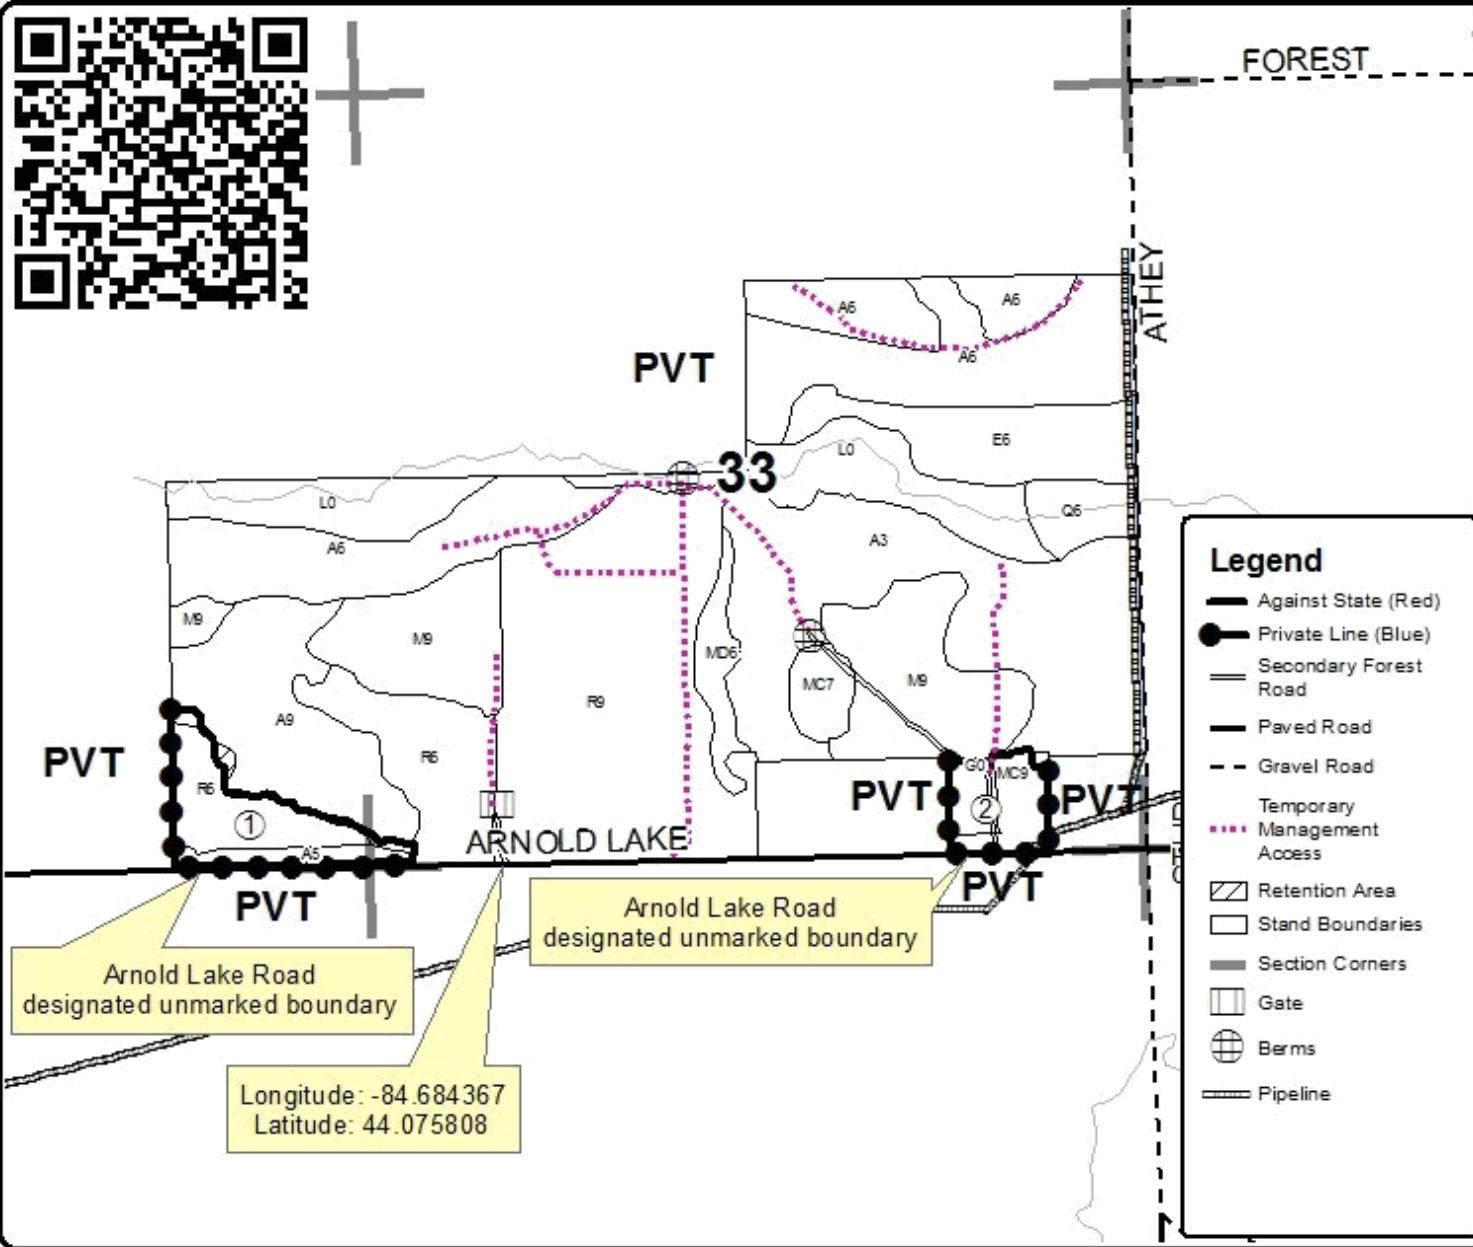 FOREST
ATHEY
A6
A6
A6
PVT
E6
L0
33
L0
Q6
A6
A3
M9
M9
MD6
MC7
M9
R9
A9
R6
PVT
R6
G0
MC9
PVT
2
PVT
1
A5
ARNOLD LAKE
PVT
PVT
Arnold Lake Road
designated unmarked boundary
Arnold Lake Road
designated unmarked boundary
Longitude: -84.684367
Latitude: 44.075808
Legend
Against State (Red)
Private Line (Blue)
Secondary Forest
Road
Paved Road
Gravel Road
Temporary
Management
Access
Retention Area
Stand Boundaries
Section Corners
Gate
Berms
Pipeline